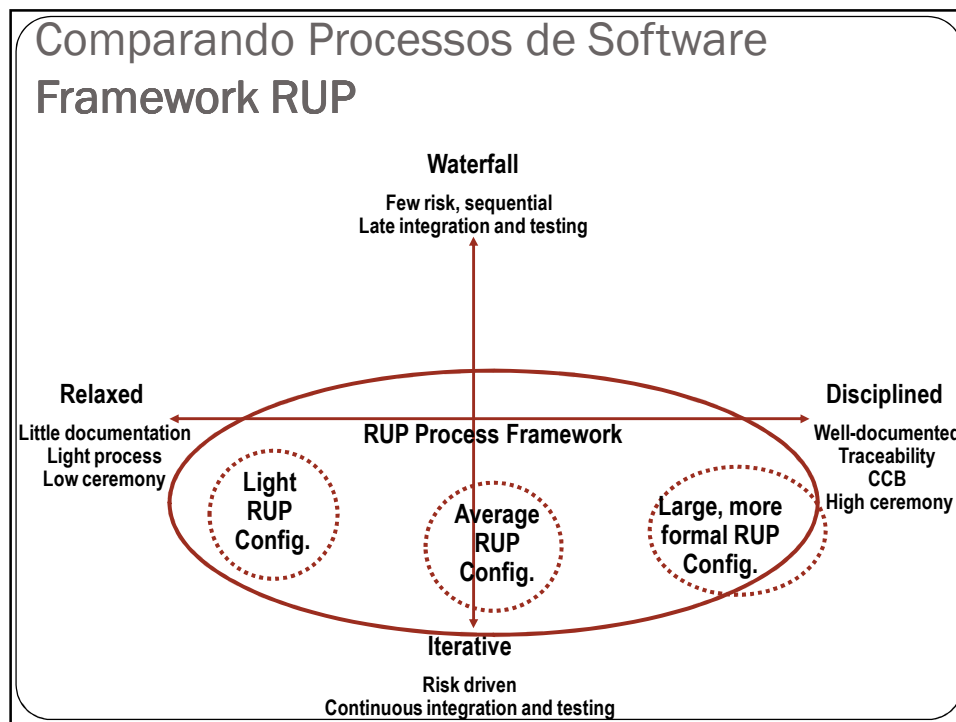 Comparando Processos de Software
Framework RUP
Waterfall
Few risk, sequential
Late integration and testing
Relaxed
Little documentation
Light process
Low ceremony
Disciplined
Well-documented
Traceability
CCB
High ceremony
RUP Process Framework
Light
RUP
Config.
Average
RUP
Config.
Large, more
formal RUP
Config.
Iterative
Risk driven
Continuous integration and testing